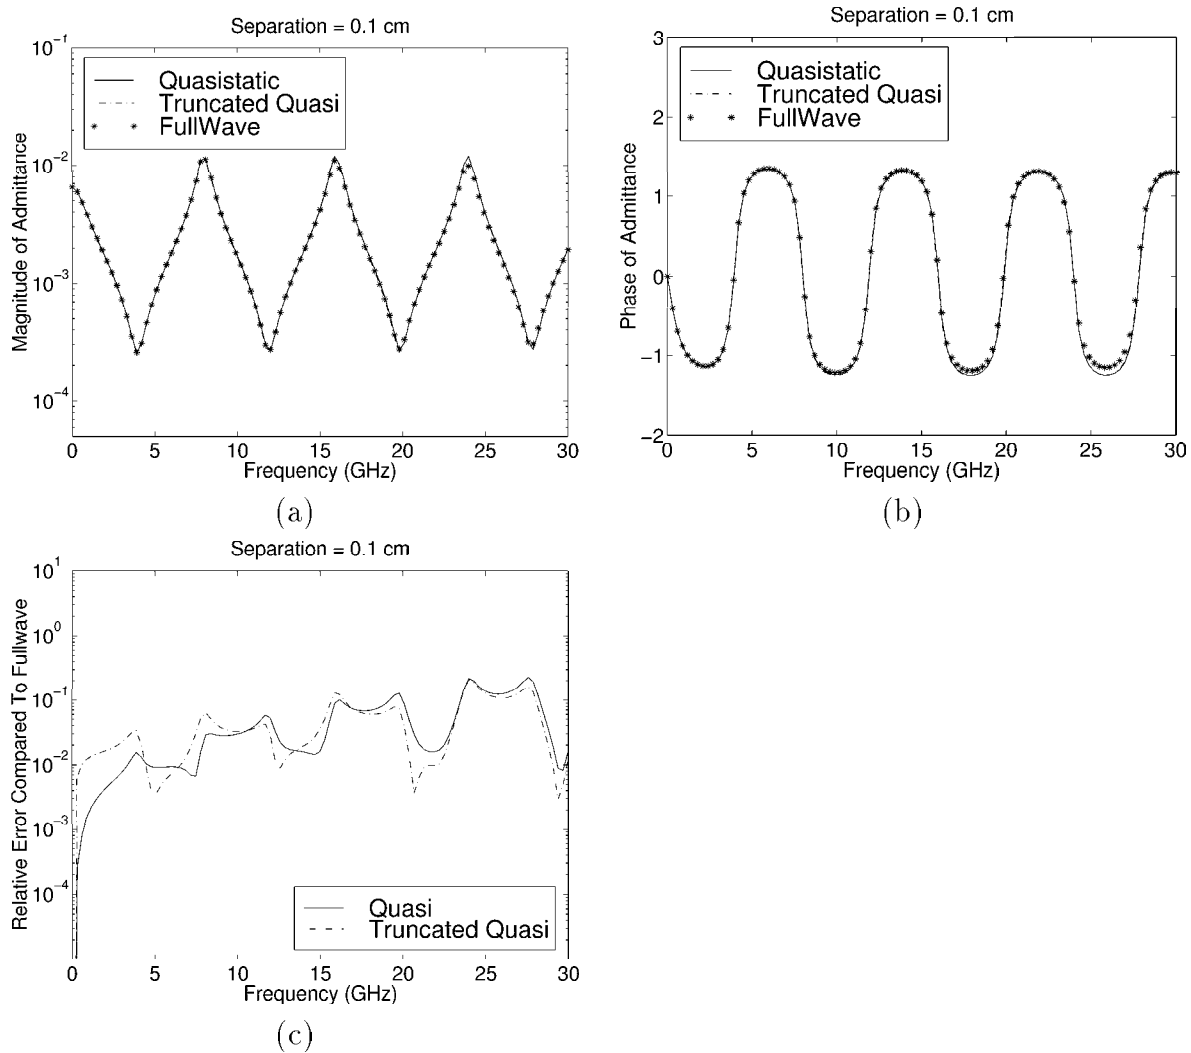 Separation = 0.1 cm
10^-1
10^-2
10^-3
10^-4
Magnitude of Admittance
Quasistatic
Truncated Quasi
FullWave
0 5 10 15 20 25 30
Frequency (GHz)
(a)
Separation = 0.1 cm
3
2
1
0
−1
−2
Phase of Admittance
Quasistatic
Truncated Quasi
FullWave
0 5 10 15 20 25 30
Frequency (GHz)
(b)
Separation = 0.1 cm
10^1
10^0
10^-1
10^-2
10^-3
10^-4
Relative Error Compared To Fullwave
Quasi
Truncated Quasi
0 5 10 15 20 25 30
Frequency (GHz)
(c)